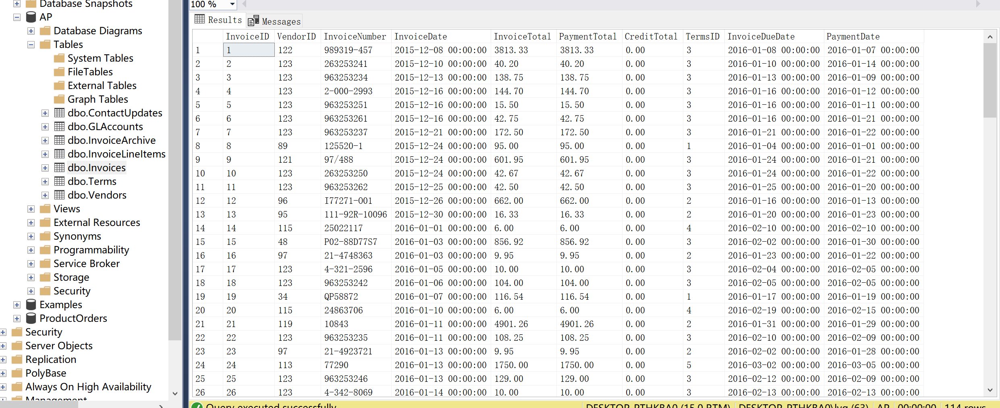 Database Snapshots
AP
Database Diagrams
Tables
System Tables
FileTables
External Tables
Graph Tables
dbo.ContactUpdates
dbo.GLAccounts
dbo.InvoiceArchive
dbo.InvoiceLineItems
dbo.Invoices
dbo.Terms
dbo.Vendors
Views
External Resources
Synonyms
Programmability
Service Broker
Storage
Security
Examples
ProductOrders
Security
Server Objects
Replication
PolyBase
Always On High Availability
Management
100 %
Results Messages
InvoiceID VendorID InvoiceNumber InvoiceDate InvoiceTotal PaymentTotal CreditTotal TermsID InvoiceDueDate PaymentDate
1 1 122 989319-457 2015-12-08 00:00:00 3813.33 3813.33 0.00 3 2016-01-08 00:00:00 2016-01-07 00:00:00
2 2 123 263253241 2015-12-10 00:00:00 40.20 40.20 0.00 3 2016-01-10 00:00:00 2016-01-14 00:00:00
3 3 123 963253234 2015-12-13 00:00:00 138.75 138.75 0.00 3 2016-01-13 00:00:00 2016-01-09 00:00:00
4 4 123 2-000-2993 2015-12-16 00:00:00 144.70 144.70 0.00 3 2016-01-16 00:00:00 2016-01-12 00:00:00
5 5 123 963253251 2015-12-16 00:00:00 15.50 15.50 0.00 3 2016-01-16 00:00:00 2016-01-11 00:00:00
6 6 123 963253261 2015-12-16 00:00:00 42.75 42.75 0.00 3 2016-01-16 00:00:00 2016-01-21 00:00:00
7 7 123 963253237 2015-12-21 00:00:00 172.50 172.50 0.00 3 2016-01-21 00:00:00 2016-01-22 00:00:00
8 8 89 125520-1 2015-12-24 00:00:00 95.00 95.00 0.00 1 2016-01-04 00:00:00 2016-01-01 00:00:00
9 9 121 97/488 2015-12-24 00:00:00 601.95 601.95 0.00 3 2016-01-24 00:00:00 2016-01-21 00:00:00
10 10 123 263253250 2015-12-24 00:00:00 42.67 42.67 0.00 3 2016-01-24 00:00:00 2016-01-22 00:00:00
11 11 123 963253262 2015-12-25 00:00:00 42.50 42.50 0.00 3 2016-01-25 00:00:00 2016-01-20 00:00:00
12 12 96 I77271-O01 2015-12-26 00:00:00 662.00 662.00 0.00 2 2016-01-16 00:00:00 2016-01-13 00:00:00
13 13 95 111-92R-10096 2015-12-30 00:00:00 16.33 16.33 0.00 2 2016-01-20 00:00:00 2016-01-23 00:00:00
14 14 115 25022117 2016-01-01 00:00:00 6.00 6.00 0.00 4 2016-02-10 00:00:00 2016-02-10 00:00:00
15 15 48 P02-88D77S7 2016-01-03 00:00:00 856.92 856.92 0.00 3 2016-02-02 00:00:00 2016-01-30 00:00:00
16 16 97 21-4748363 2016-01-03 00:00:00 9.95 9.95 0.00 2 2016-01-23 00:00:00 2016-01-22 00:00:00
17 17 123 4-321-2596 2016-01-05 00:00:00 10.00 10.00 0.00 3 2016-02-04 00:00:00 2016-02-05 00:00:00
18 18 123 963253242 2016-01-06 00:00:00 104.00 104.00 0.00 3 2016-02-05 00:00:00 2016-02-05 00:00:00
19 19 34 QP58872 2016-01-07 00:00:00 116.54 116.54 0.00 1 2016-01-17 00:00:00 2016-01-19 00:00:00
20 20 115 24863706 2016-01-10 00:00:00 6.00 6.00 0.00 4 2016-02-19 00:00:00 2016-02-15 00:00:00
21 21 119 10843 2016-01-11 00:00:00 4901.26 4901.26 0.00 2 2016-01-31 00:00:00 2016-01-29 00:00:00
22 22 123 963253235 2016-01-11 00:00:00 108.25 108.25 0.00 3 2016-02-10 00:00:00 2016-02-09 00:00:00
23 23 97 21-4923721 2016-01-13 00:00:00 9.95 9.95 0.00 2 2016-02-02 00:00:00 2016-01-28 00:00:00
24 24 113 77290 2016-01-13 00:00:00 1750.00 1750.00 0.00 5 2016-03-02 00:00:00 2016-03-05 00:00:00
25 25 123 963253246 2016-01-13 00:00:00 129.00 129.00 0.00 3 2016-02-12 00:00:00 2016-02-09 00:00:00
26 26 123 4-342-8069 2016-01-14 00:00:00 10.00 10.00 0.00 3 2016-02-13 00:00:00 2016-02-13 00:00:00
Query executed successfully DESKTOP-PTHKBA0 (15.0 RTM) AP 00:00:00 114 rows